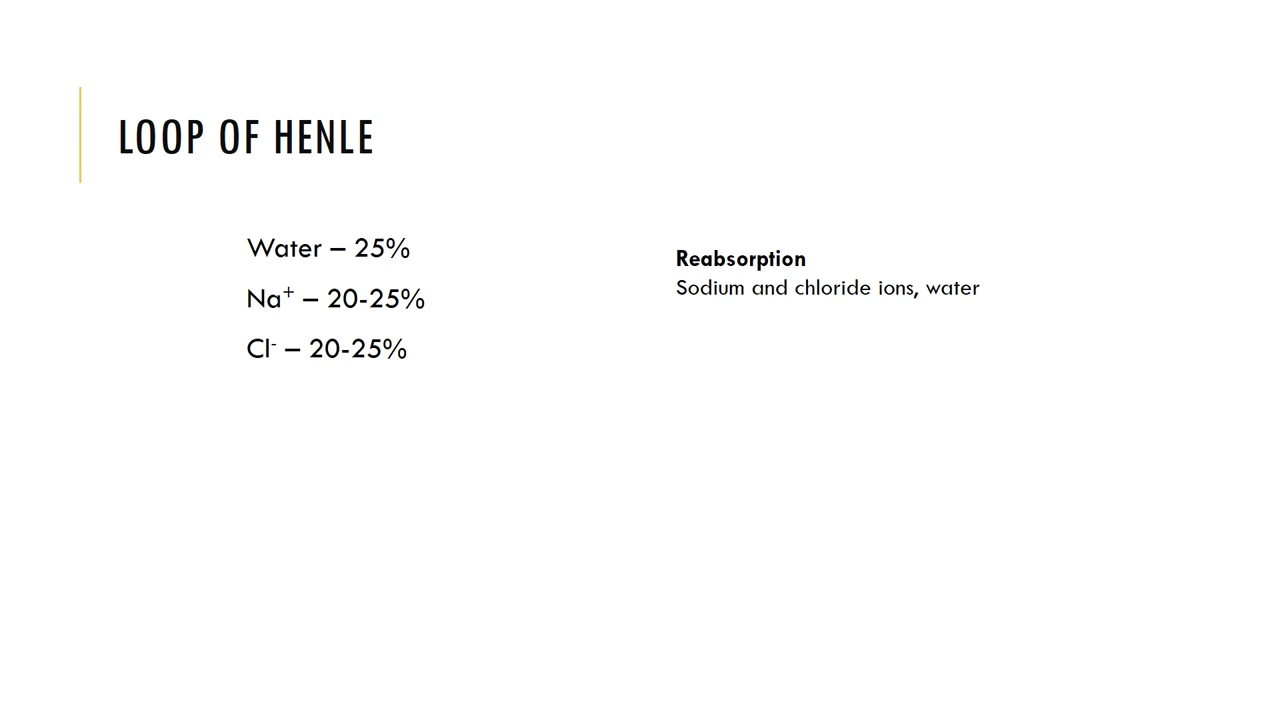 LOOP OF HENLE
Water – 25%
Na⁺ – 20-25%
Cl⁻ – 20-25%
Reabsorption
Sodium and chloride ions, water